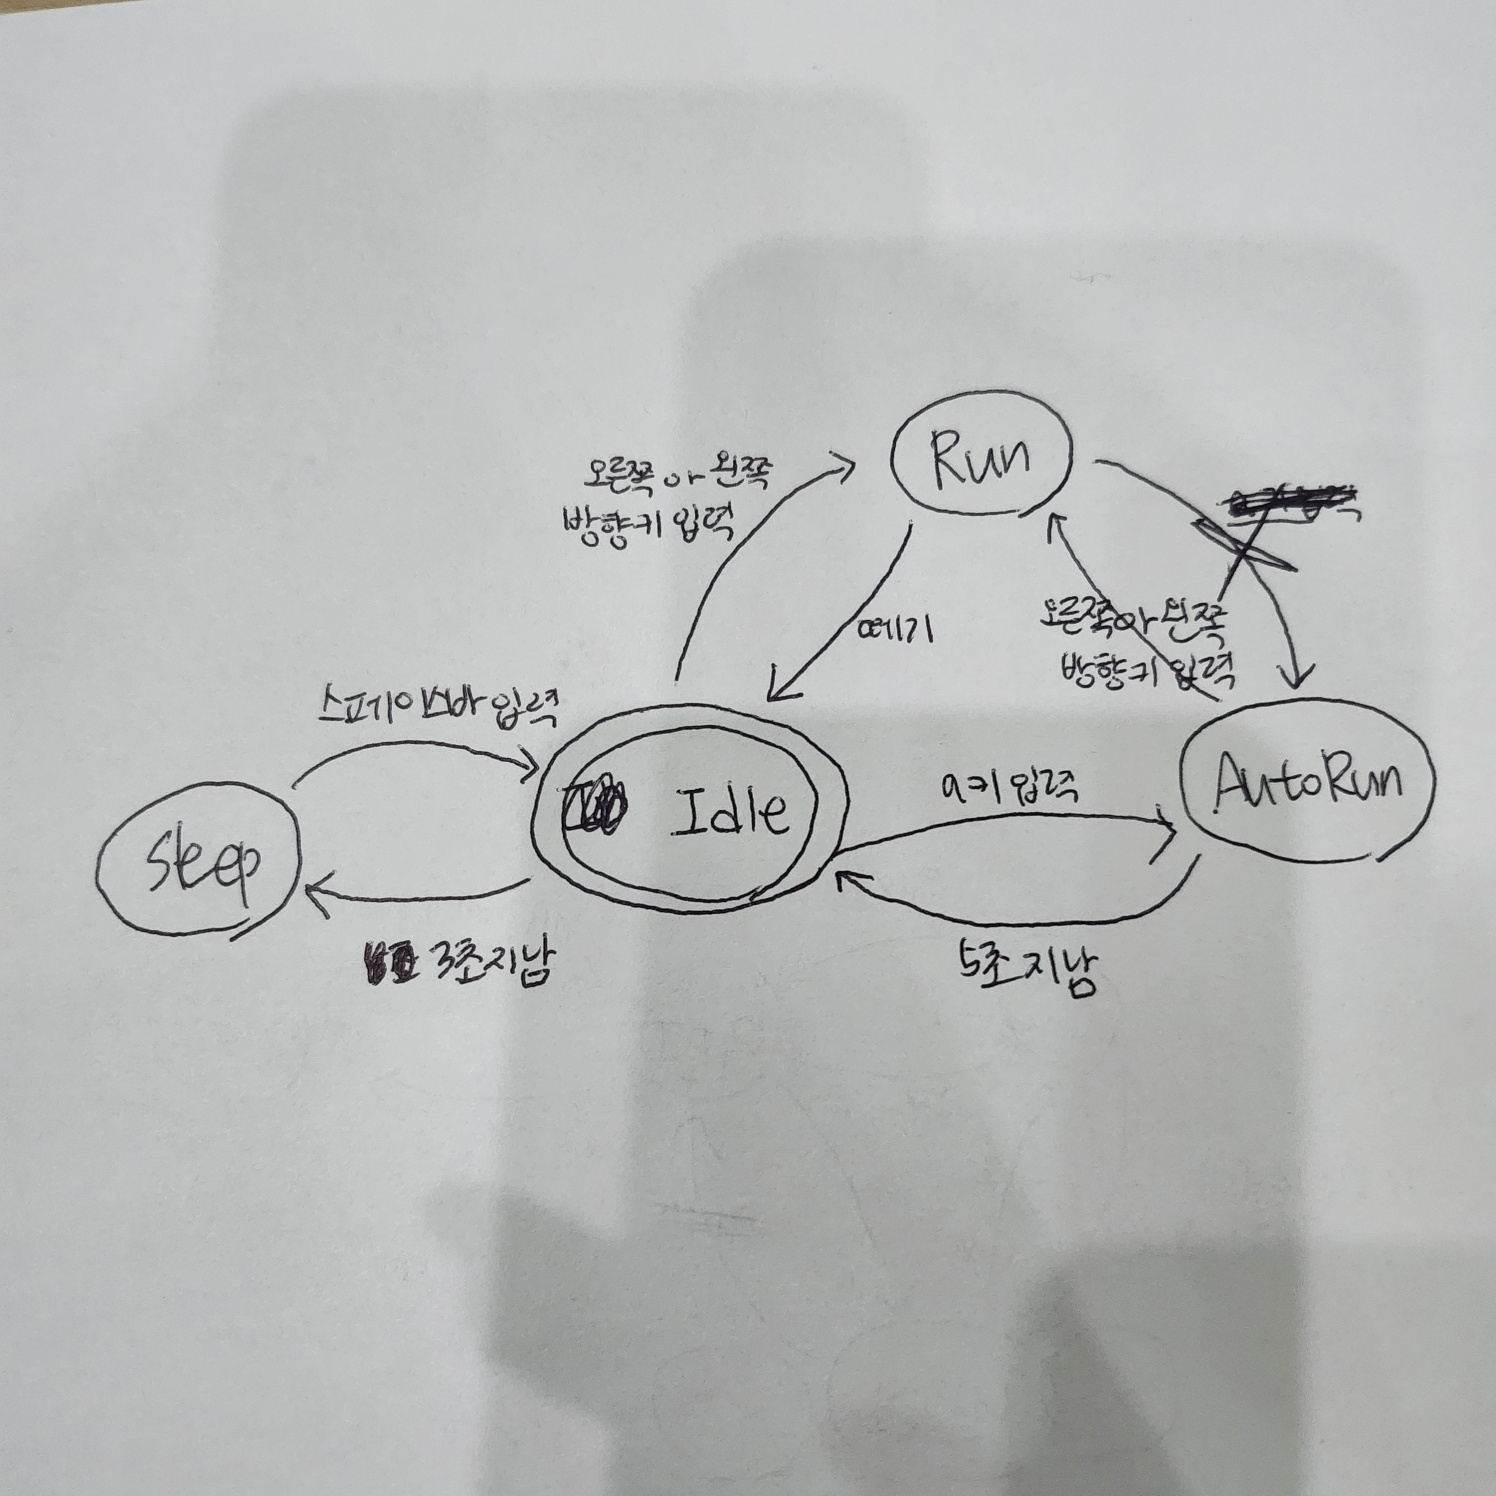 Run
오른쪽 아 왼쪽
방향키 입력
떼기
오른쪽 아 왼쪽
방향키 입력
스페이스바 입력
Sleep
Idle
a키 입력
AutoRun
3초 지남
5초 지남